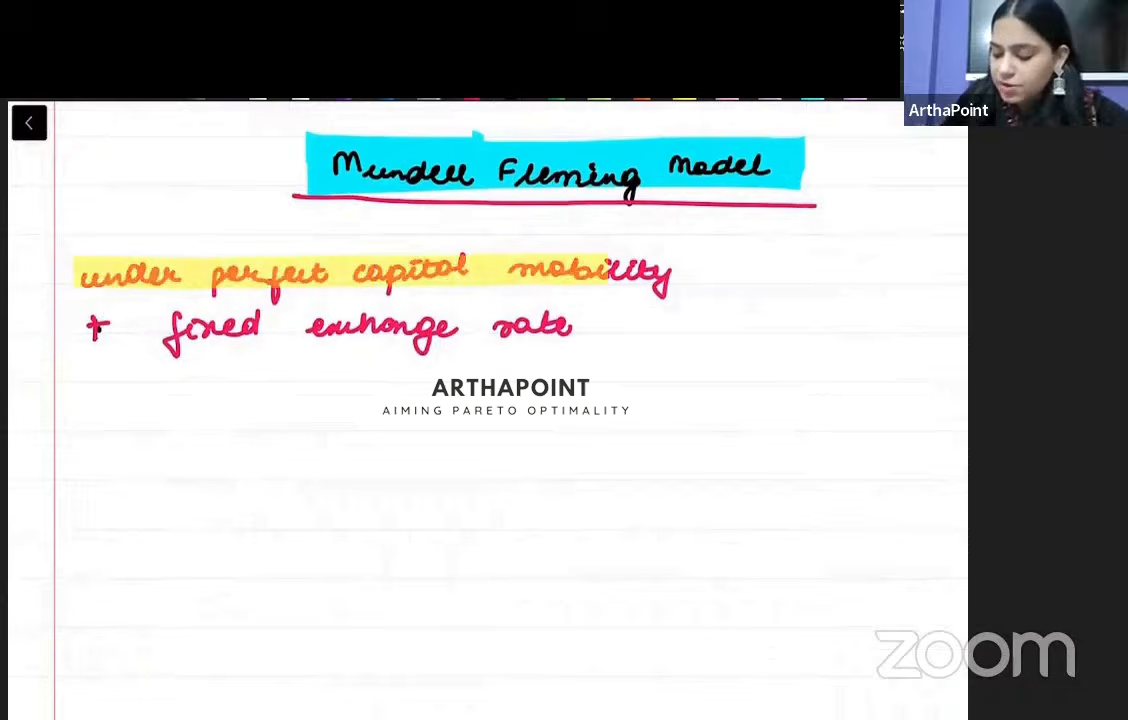 ArthaPoint
Mundell Fleming Model
under perfect capital mobility
+ fixed exchange rate
ARTHAPOINT
AIMING PARETO OPTIMALITY
zoom